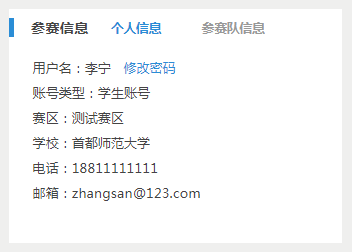 参赛信息 个人信息 参赛队信息
用户名：李宁 修改密码
账号类型：学生账号
赛区：测试赛区
学校：首都师范大学
电话：18811111111
邮箱：zhangsan@123.com